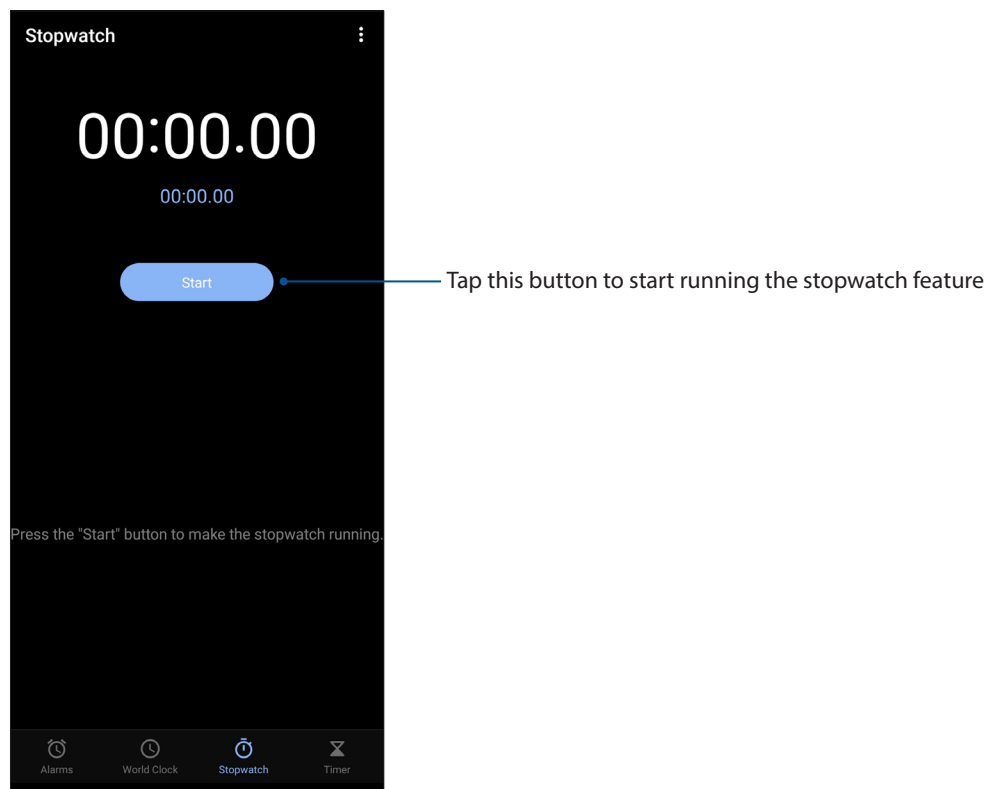 Stopwatch
00:00.00
00:00.00
Start
Tap this button to start running the stopwatch feature
Press the "Start" button to make the stopwatch running.
Alarms
World Clock
Stopwatch
Timer